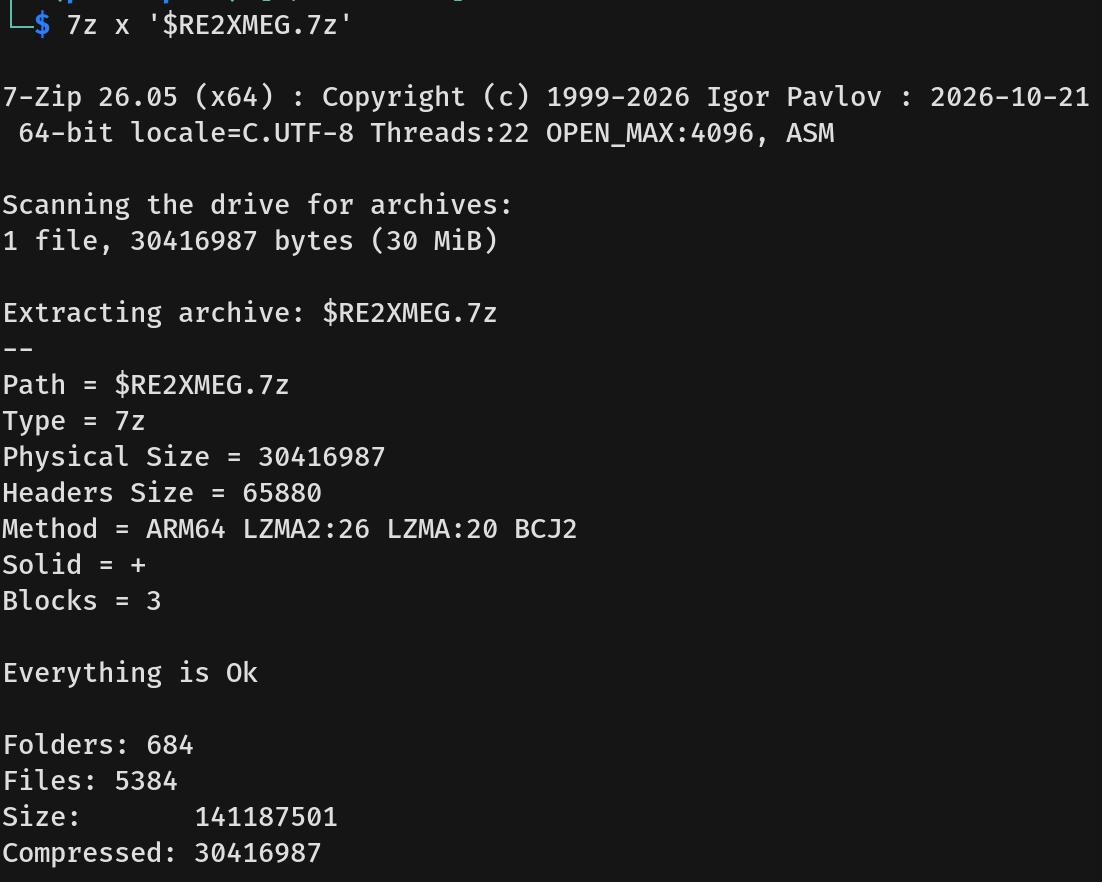 └─$ 7z x '$RE2XMEG.7z'
7-Zip 26.05 (x64) : Copyright (c) 1999-2026 Igor Pavlov : 2026-10-21
 64-bit locale=C.UTF-8 Threads:22 OPEN_MAX:4096, ASM
Scanning the drive for archives:
1 file, 30416987 bytes (30 MiB)
Extracting archive: $RE2XMEG.7z
--
Path = $RE2XMEG.7z
Type = 7z
Physical Size = 30416987
Headers Size = 65880
Method = ARM64 LZMA2:26 LZMA:20 BCJ2
Solid = +
Blocks = 3
Everything is Ok
Folders: 684
Files: 5384
Size:       141187501
Compressed: 30416987